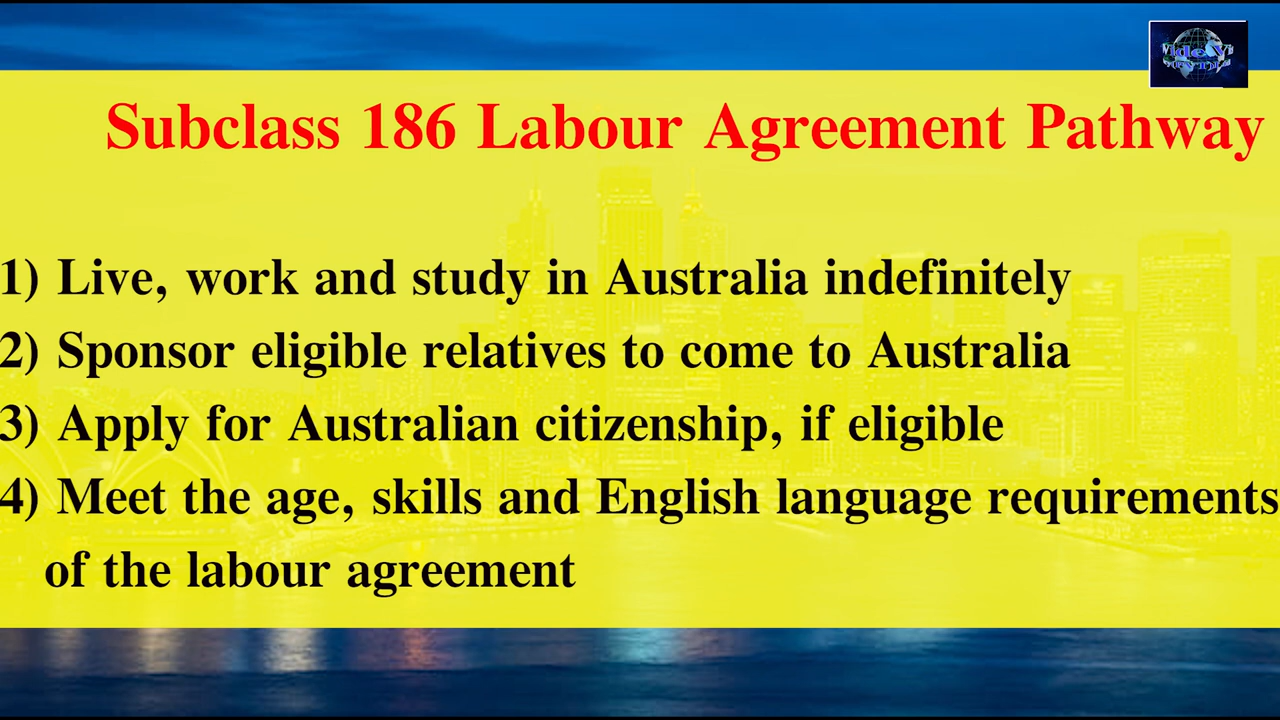 Subclass 186 Labour Agreement Pathway
1) Live, work and study in Australia indefinitely
2) Sponsor eligible relatives to come to Australia
3) Apply for Australian citizenship, if eligible
4) Meet the age, skills and English language requirements
of the labour agreement